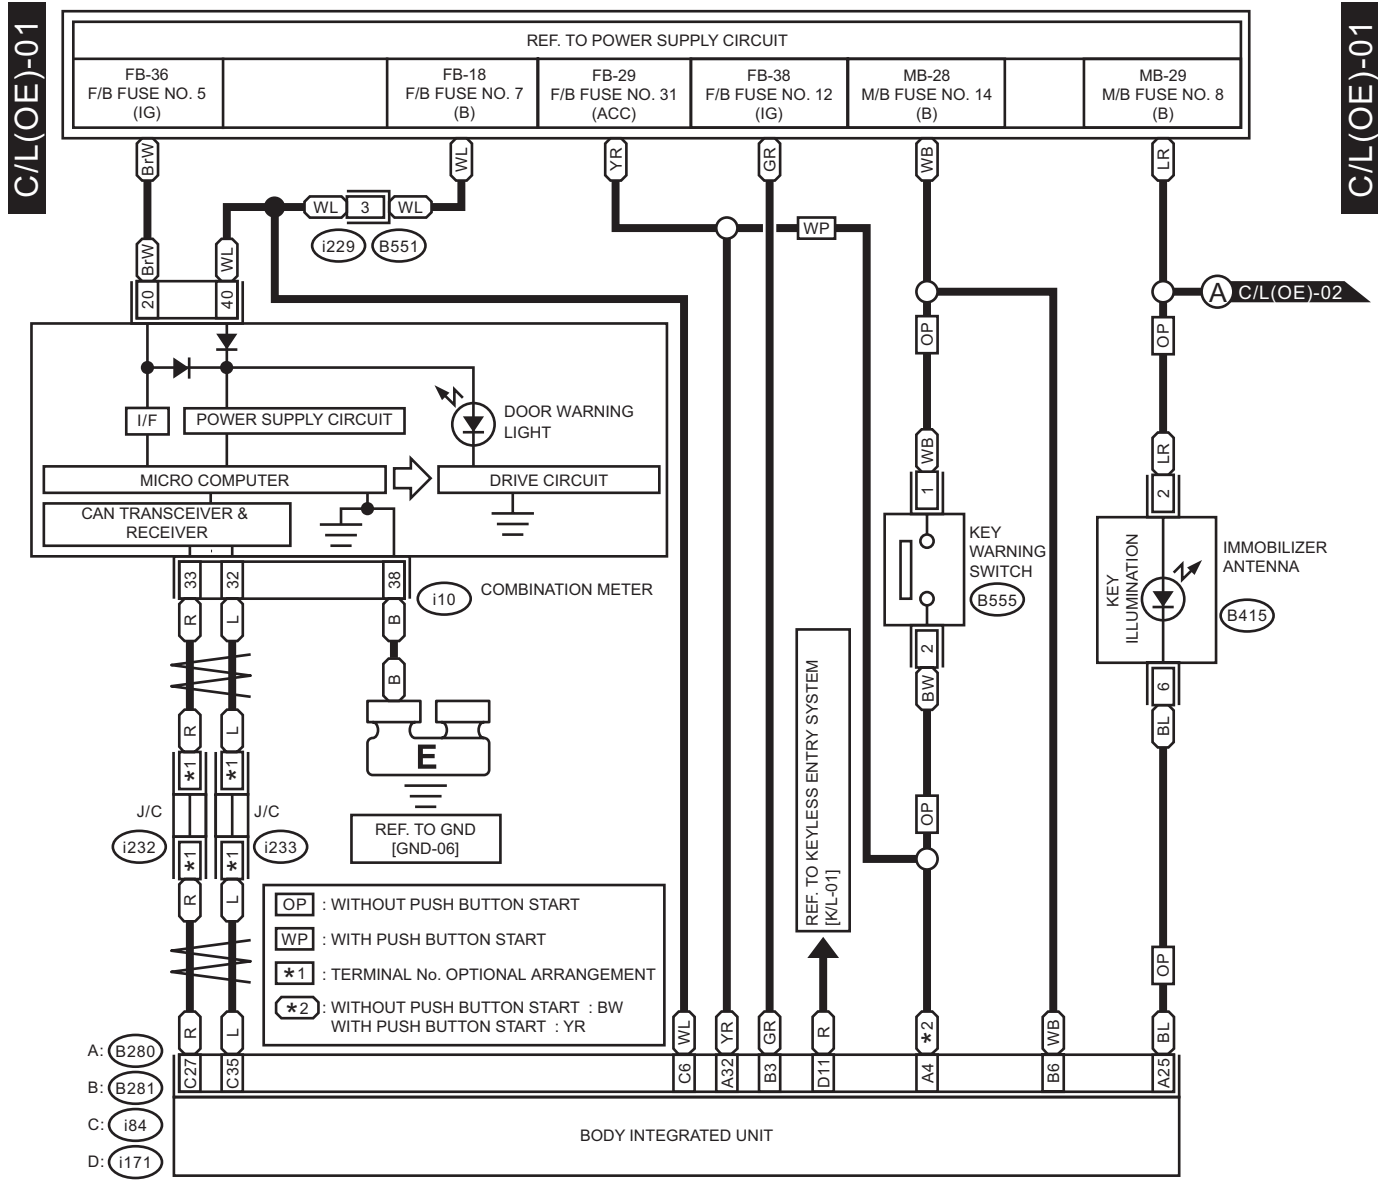 C/L(OE)-01
C/L(OE)-01
REF. TO POWER SUPPLY CIRCUIT
FB-36
F/B FUSE NO. 5
(IG)
FB-18
F/B FUSE NO. 7
(B)
FB-29
F/B FUSE NO. 31
(ACC)
FB-38
F/B FUSE NO. 12
(IG)
MB-28
M/B FUSE NO. 14
(B)
MB-29
M/B FUSE NO. 8
(B)
BrW
WL
YR
GR
WB
LR
WL
3
WL
i229
B551
WP
BrW
WL
20
40
A
C/L(OE)-02
OP
OP
I/F
POWER SUPPLY CIRCUIT
DOOR WARNING
LIGHT
MICRO COMPUTER
DRIVE CIRCUIT
CAN TRANSCEIVER &
RECEIVER
WB
LR
1
2
KEY
WARNING
SWITCH
B555
KEY
ILLUMINATION
IMMOBILIZER
ANTENNA
B415
33
32
38
i10
COMBINATION METER
R
L
B
B
2
BW
6
BL
R
L
*1
*1
E
J/C
J/C
i232
i233
*1
*1
REF. TO GND
[GND-06]
REF. TO KEYLESS ENTRY SYSTEM
[K/L-01]
OP
R
L
OP : WITHOUT PUSH BUTTON START
WP : WITH PUSH BUTTON START
*1 : TERMINAL No. OPTIONAL ARRANGEMENT
*2 : WITHOUT PUSH BUTTON START : BW
WITH PUSH BUTTON START : YR
OP
R
L
WL
YR
GR
R
*2
WB
BL
A: B280
B: B281
C: i84
D: i171
C27
C35
C6
A32
B3
D11
A4
B6
A25
BODY INTEGRATED UNIT